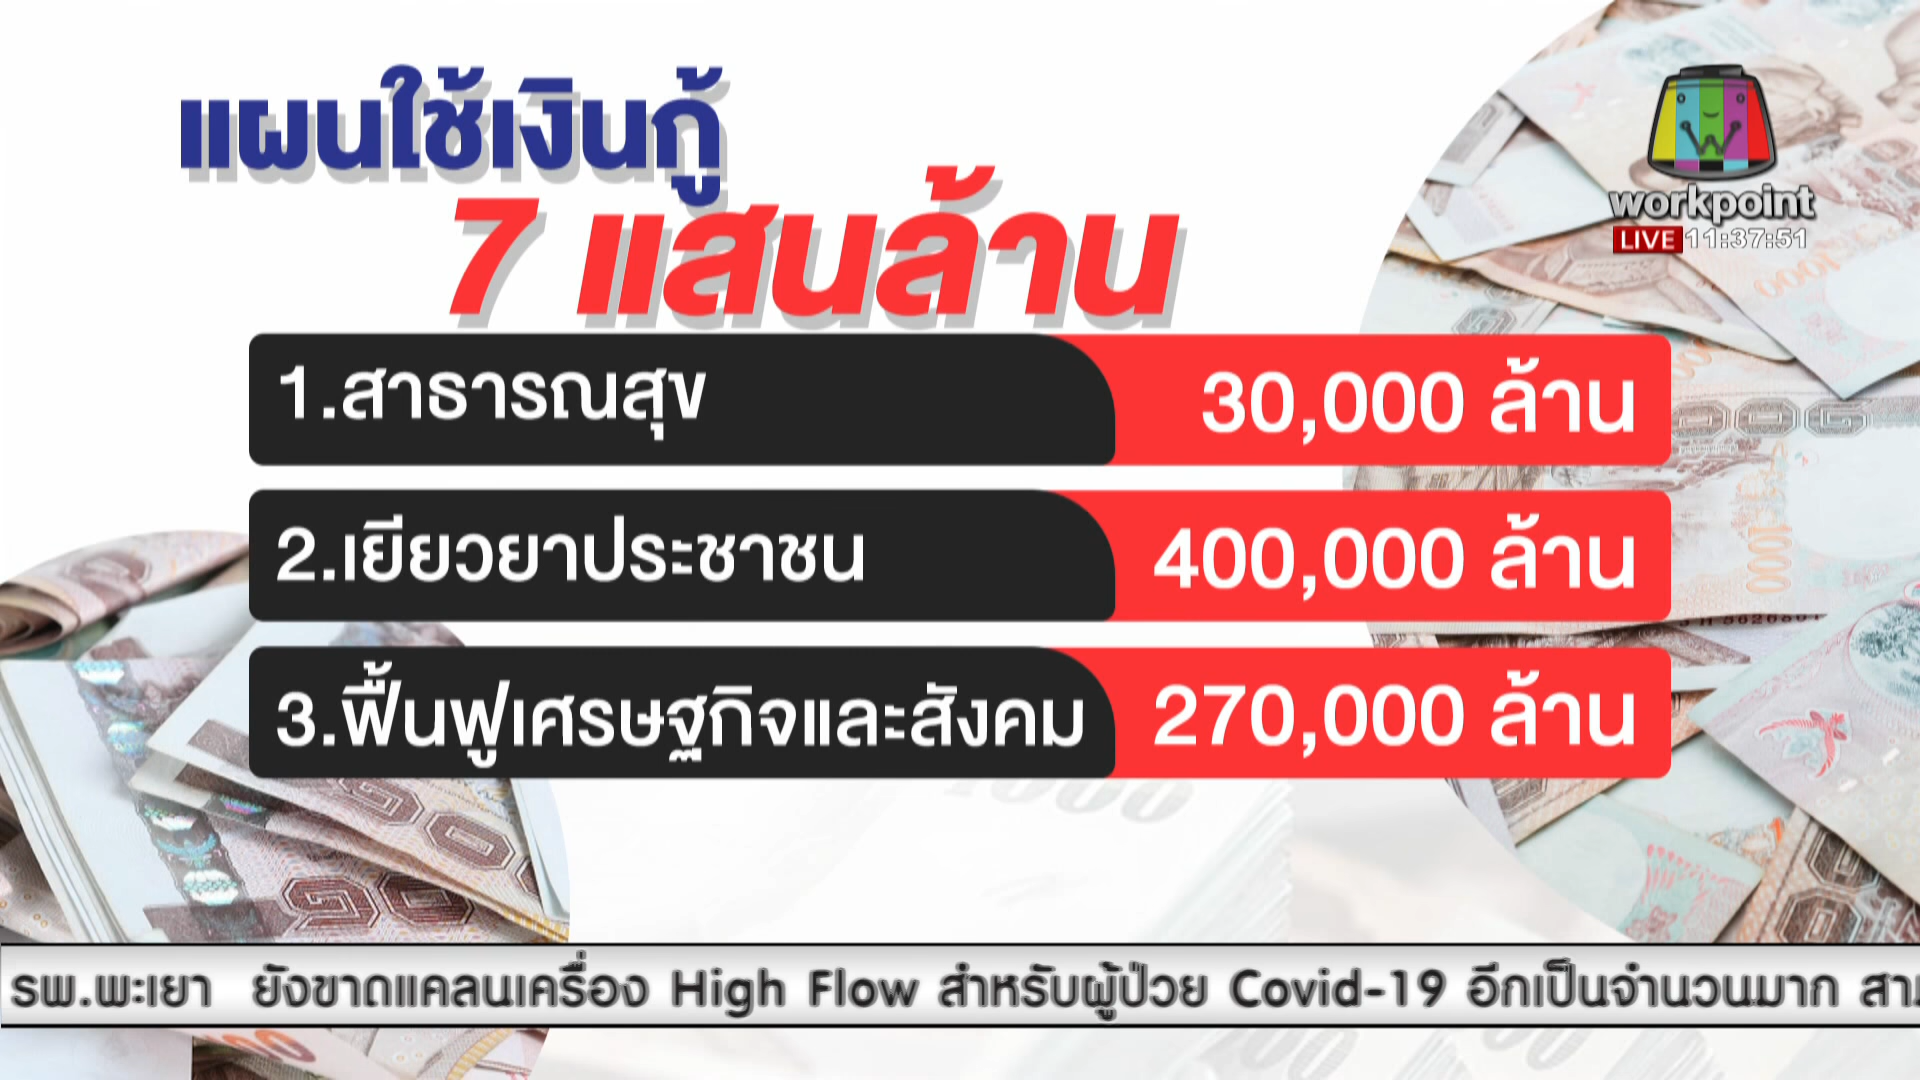 แผนใช้เงินกู้
7 แสนล้าน
workpoint
LIVE 11:37:51
1.สาธารณสุข 30,000 ล้าน
2.เยียวยาประชาชน 400,000 ล้าน
3.ฟื้นฟูเศรษฐกิจและสังคม 270,000 ล้าน
รพ.พะเยา ยังขาดแคลนเครื่อง High Flow สำหรับผู้ป่วย Covid-19 อีกเป็นจำนวนมาก